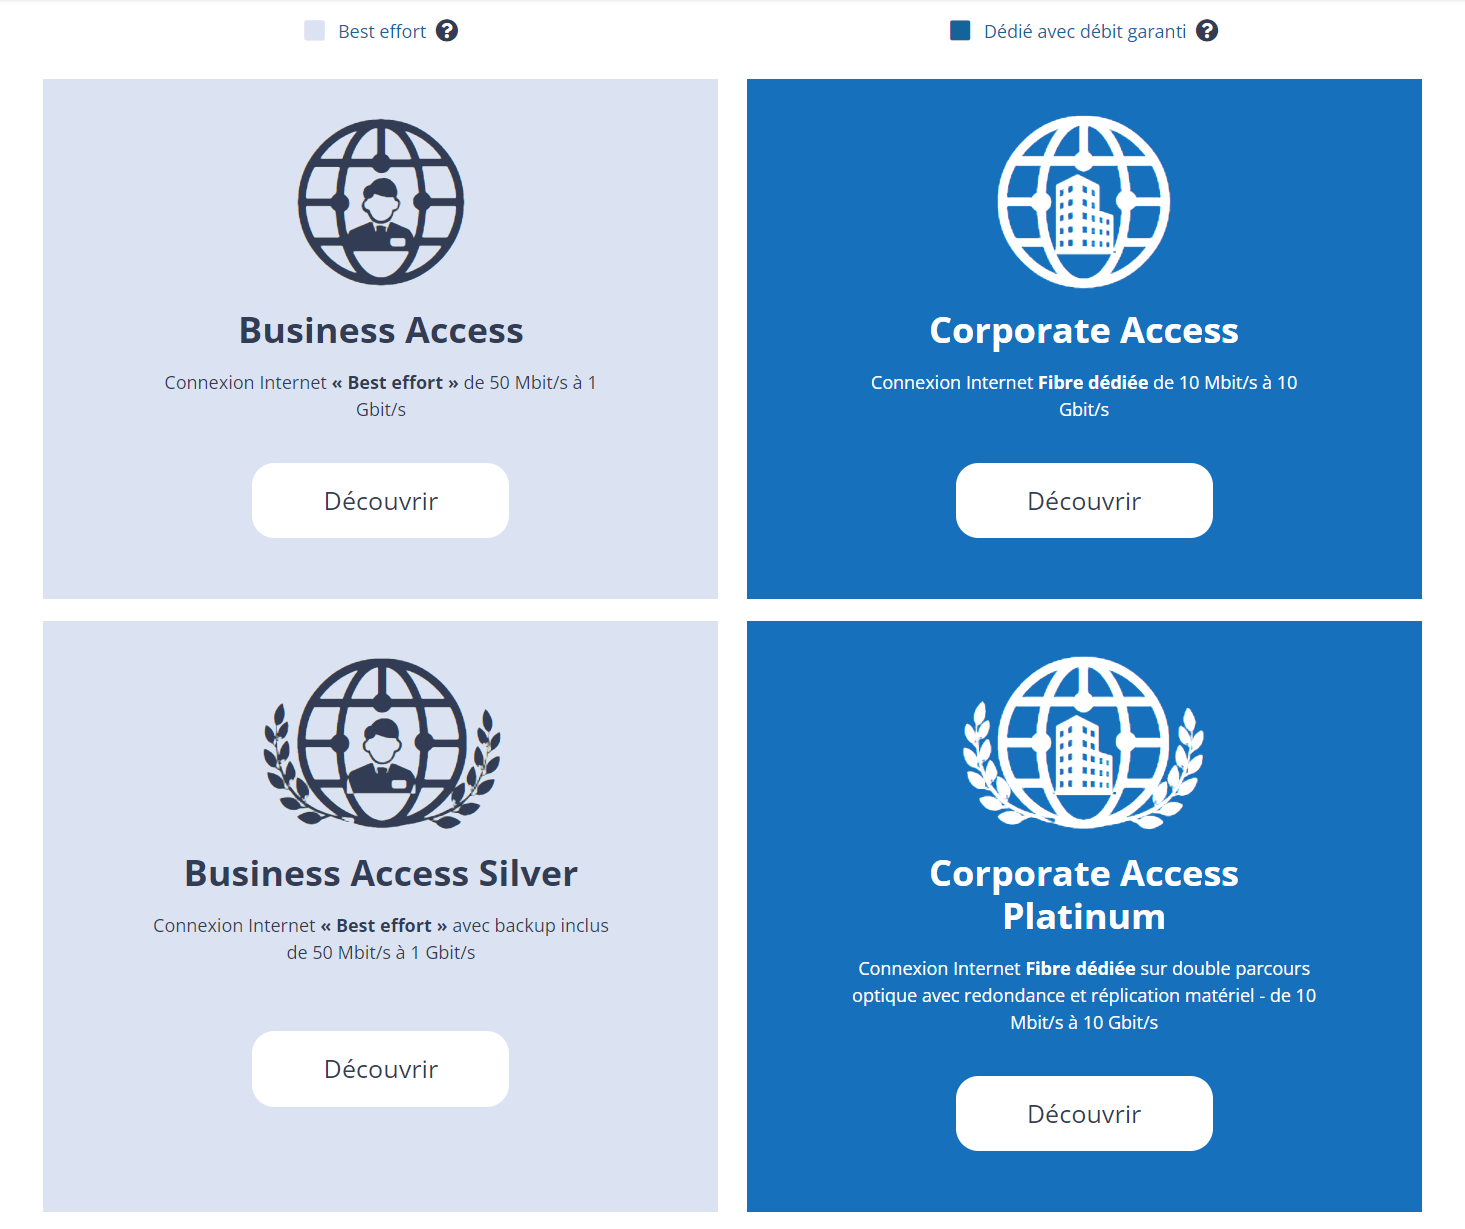 Best effort ?
Dédié avec débit garanti ?
Business Access
Connexion Internet « Best effort » de 50 Mbit/s à 1
Gbit/s
Découvrir
Corporate Access
Connexion Internet Fibre dédiée de 10 Mbit/s à 10
Gbit/s
Découvrir
Business Access Silver
Connexion Internet « Best effort » avec backup inclus
de 50 Mbit/s à 1 Gbit/s
Découvrir
Corporate Access
Platinum
Connexion Internet Fibre dédiée sur double parcours
optique avec redondance et réplication matériel - de 10
Mbit/s à 10 Gbit/s
Découvrir